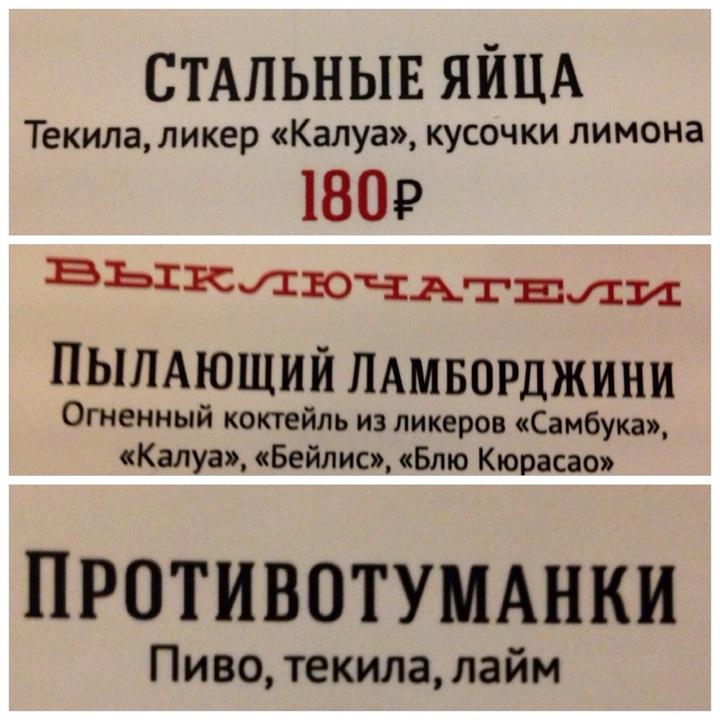 Стальные яйца
Текила, ликер «Калуа», кусочки лимона
180₽
ВЫКЛЮЧАТЕЛИ
Пылающий Ламборджини
Огненный коктейль из ликеров «Самбука»,
«Калуа», «Бейлис», «Блю Кюрасао»
Противотуманки
Пиво, текила, лайм